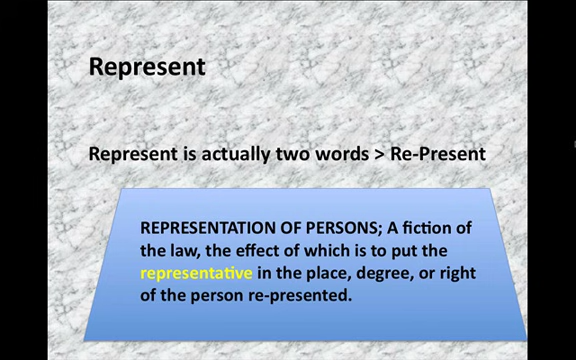 Represent
Represent is actually two words > Re-Present
REPRESENTATION OF PERSONS; A fiction of
the law, the effect of which is to put the
representative in the place, degree, or right
of the person re-presented.